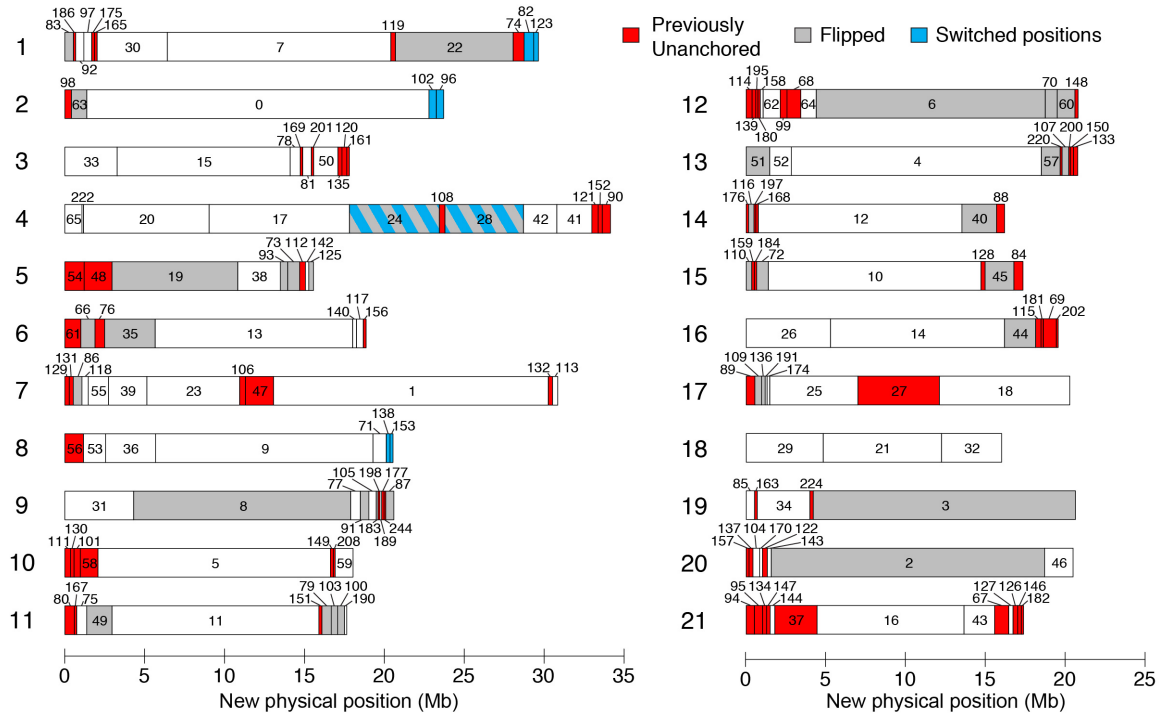 Previously Unanchored
Flipped
Switched positions
1
186 97 175 119 82
83 165 74 123
30 7 22
92
2
98 102 96
63 0
3
169 201 120
78 161
33 15 50
81 135
4
222 108 152
121 90
65 20 17 24 28 42 41
5
73 112 142
93 125
54 48 19 38
6
66 76 117
140 156
61 35 13
7
131 86 106 132 113
129 118
55 39 23 47 1
8
138
71 153
56 53 36 9
9
105 198 177
77 87
31 8
91 183 244
189
10
130
111 101 149 208
58 5 59
11
167 79 103 100
80 75 151 190
49 11
0 5 10 15 20 25 30 35
New physical position (Mb)
12
195 70
114 158 68 148
62 64 6 60
139 99
180
13
107 200 150
220 133
51 52 4 57
14
116 197
176 168 88
12 40
15
159 184
110 72 128 84
10 45
16
181 69
115 202
26 14 44
17
109 136 191
89 174
25 27 18
18
29 21 32
19
85 163 224
34 3
20
137 104 170 122
157 143
2 46
21
95 134 147 127 126 146
94 144 67 182
37 16 43
0 5 10 15 20 25
New physical position (Mb)